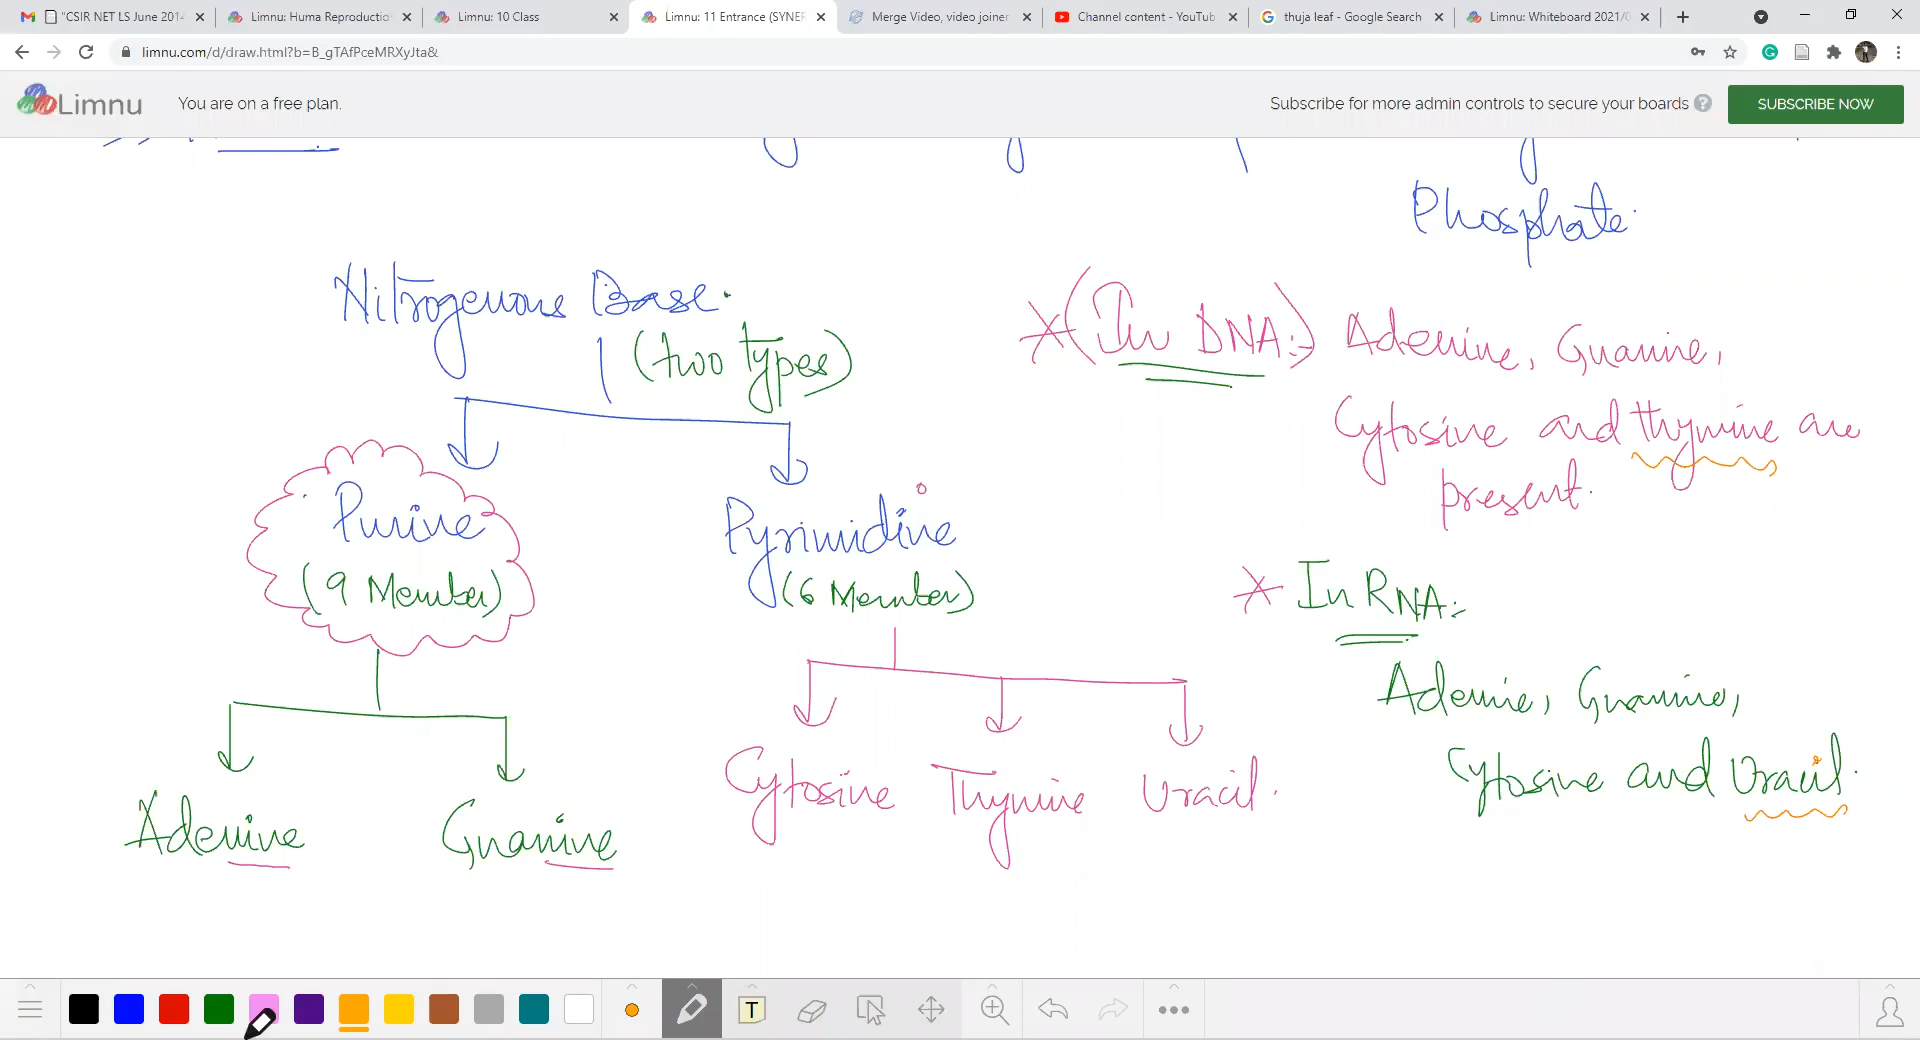 "CSIR NET LS June 2014
Limnu: Huma Reproductio
Limnu: 10 Class
Limnu: 11 Entrance (SYNER
Merge Video, video joiner
Channel content - YouTub
thuja leaf - Google Search
Limnu: Whiteboard 2021/0
limnu.com/d/draw.html?b=B_gTAfPceMRXyJta&
Limnu
You are on a free plan.
Subscribe for more admin controls to secure your boards ?
SUBSCRIBE NOW
Phosphate.
Nitrogenous Base.
(two types)
Purine
(9 Member)
Pyrimidine
(6 Member)
Adenine
Guanine
Cytosine Thymine Uracil.
* (In DNA:-) Adenine, Guanine,
Cytosine and thymine are
present.
* In RNA:-
Adenie, Guanine,
Cytosine and Uracil.
T